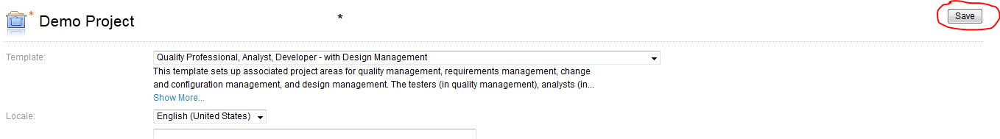 * Demo Project * Save
Template: Quality Professional, Analyst, Developer - with Design Management
This template sets up associated project areas for quality management, requirements management, change
and configuration management, and design management. The testers (in quality management), analysts (in...
Show More...
Locale: English (United States)